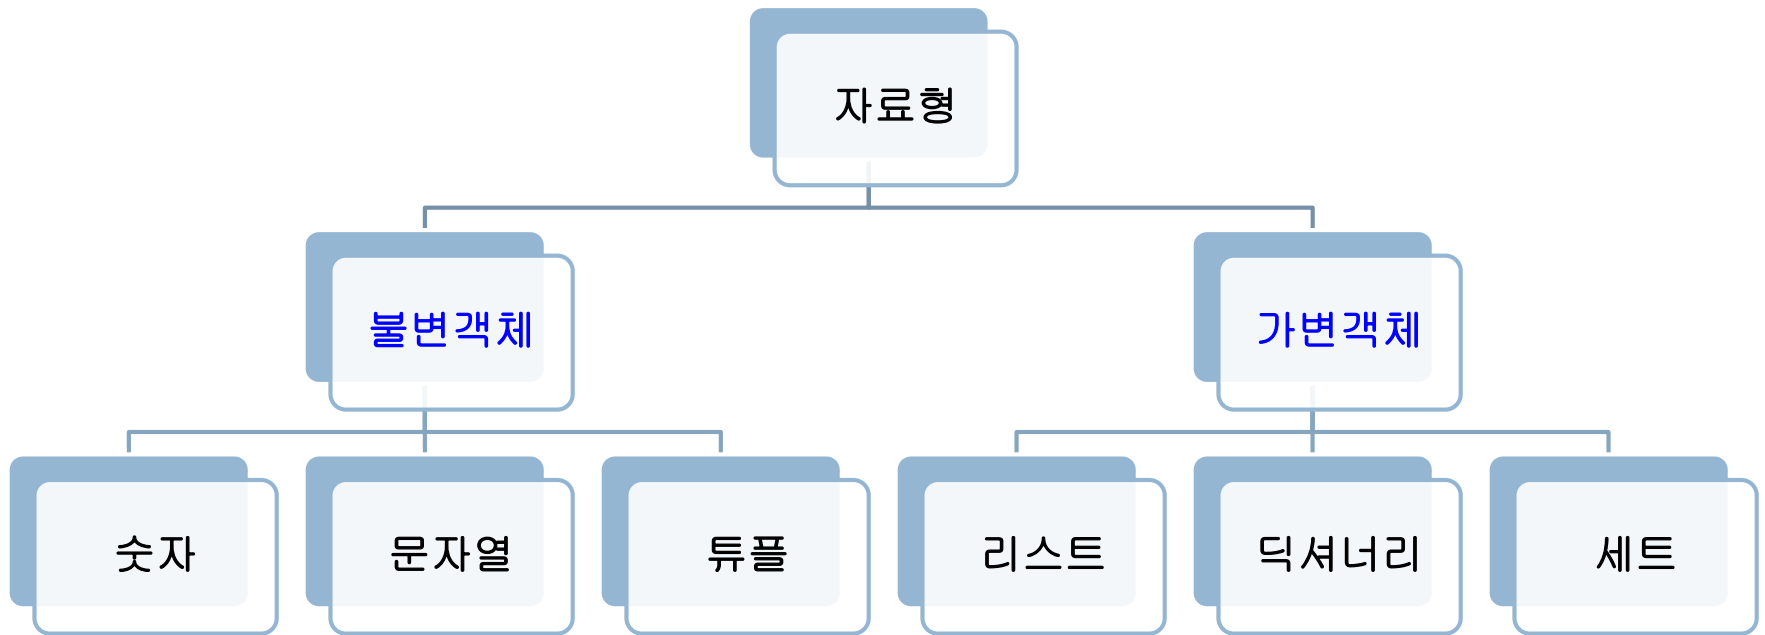 자료형
불변객체
가변객체
숫자
문자열
튜플
리스트
딕셔너리
세트